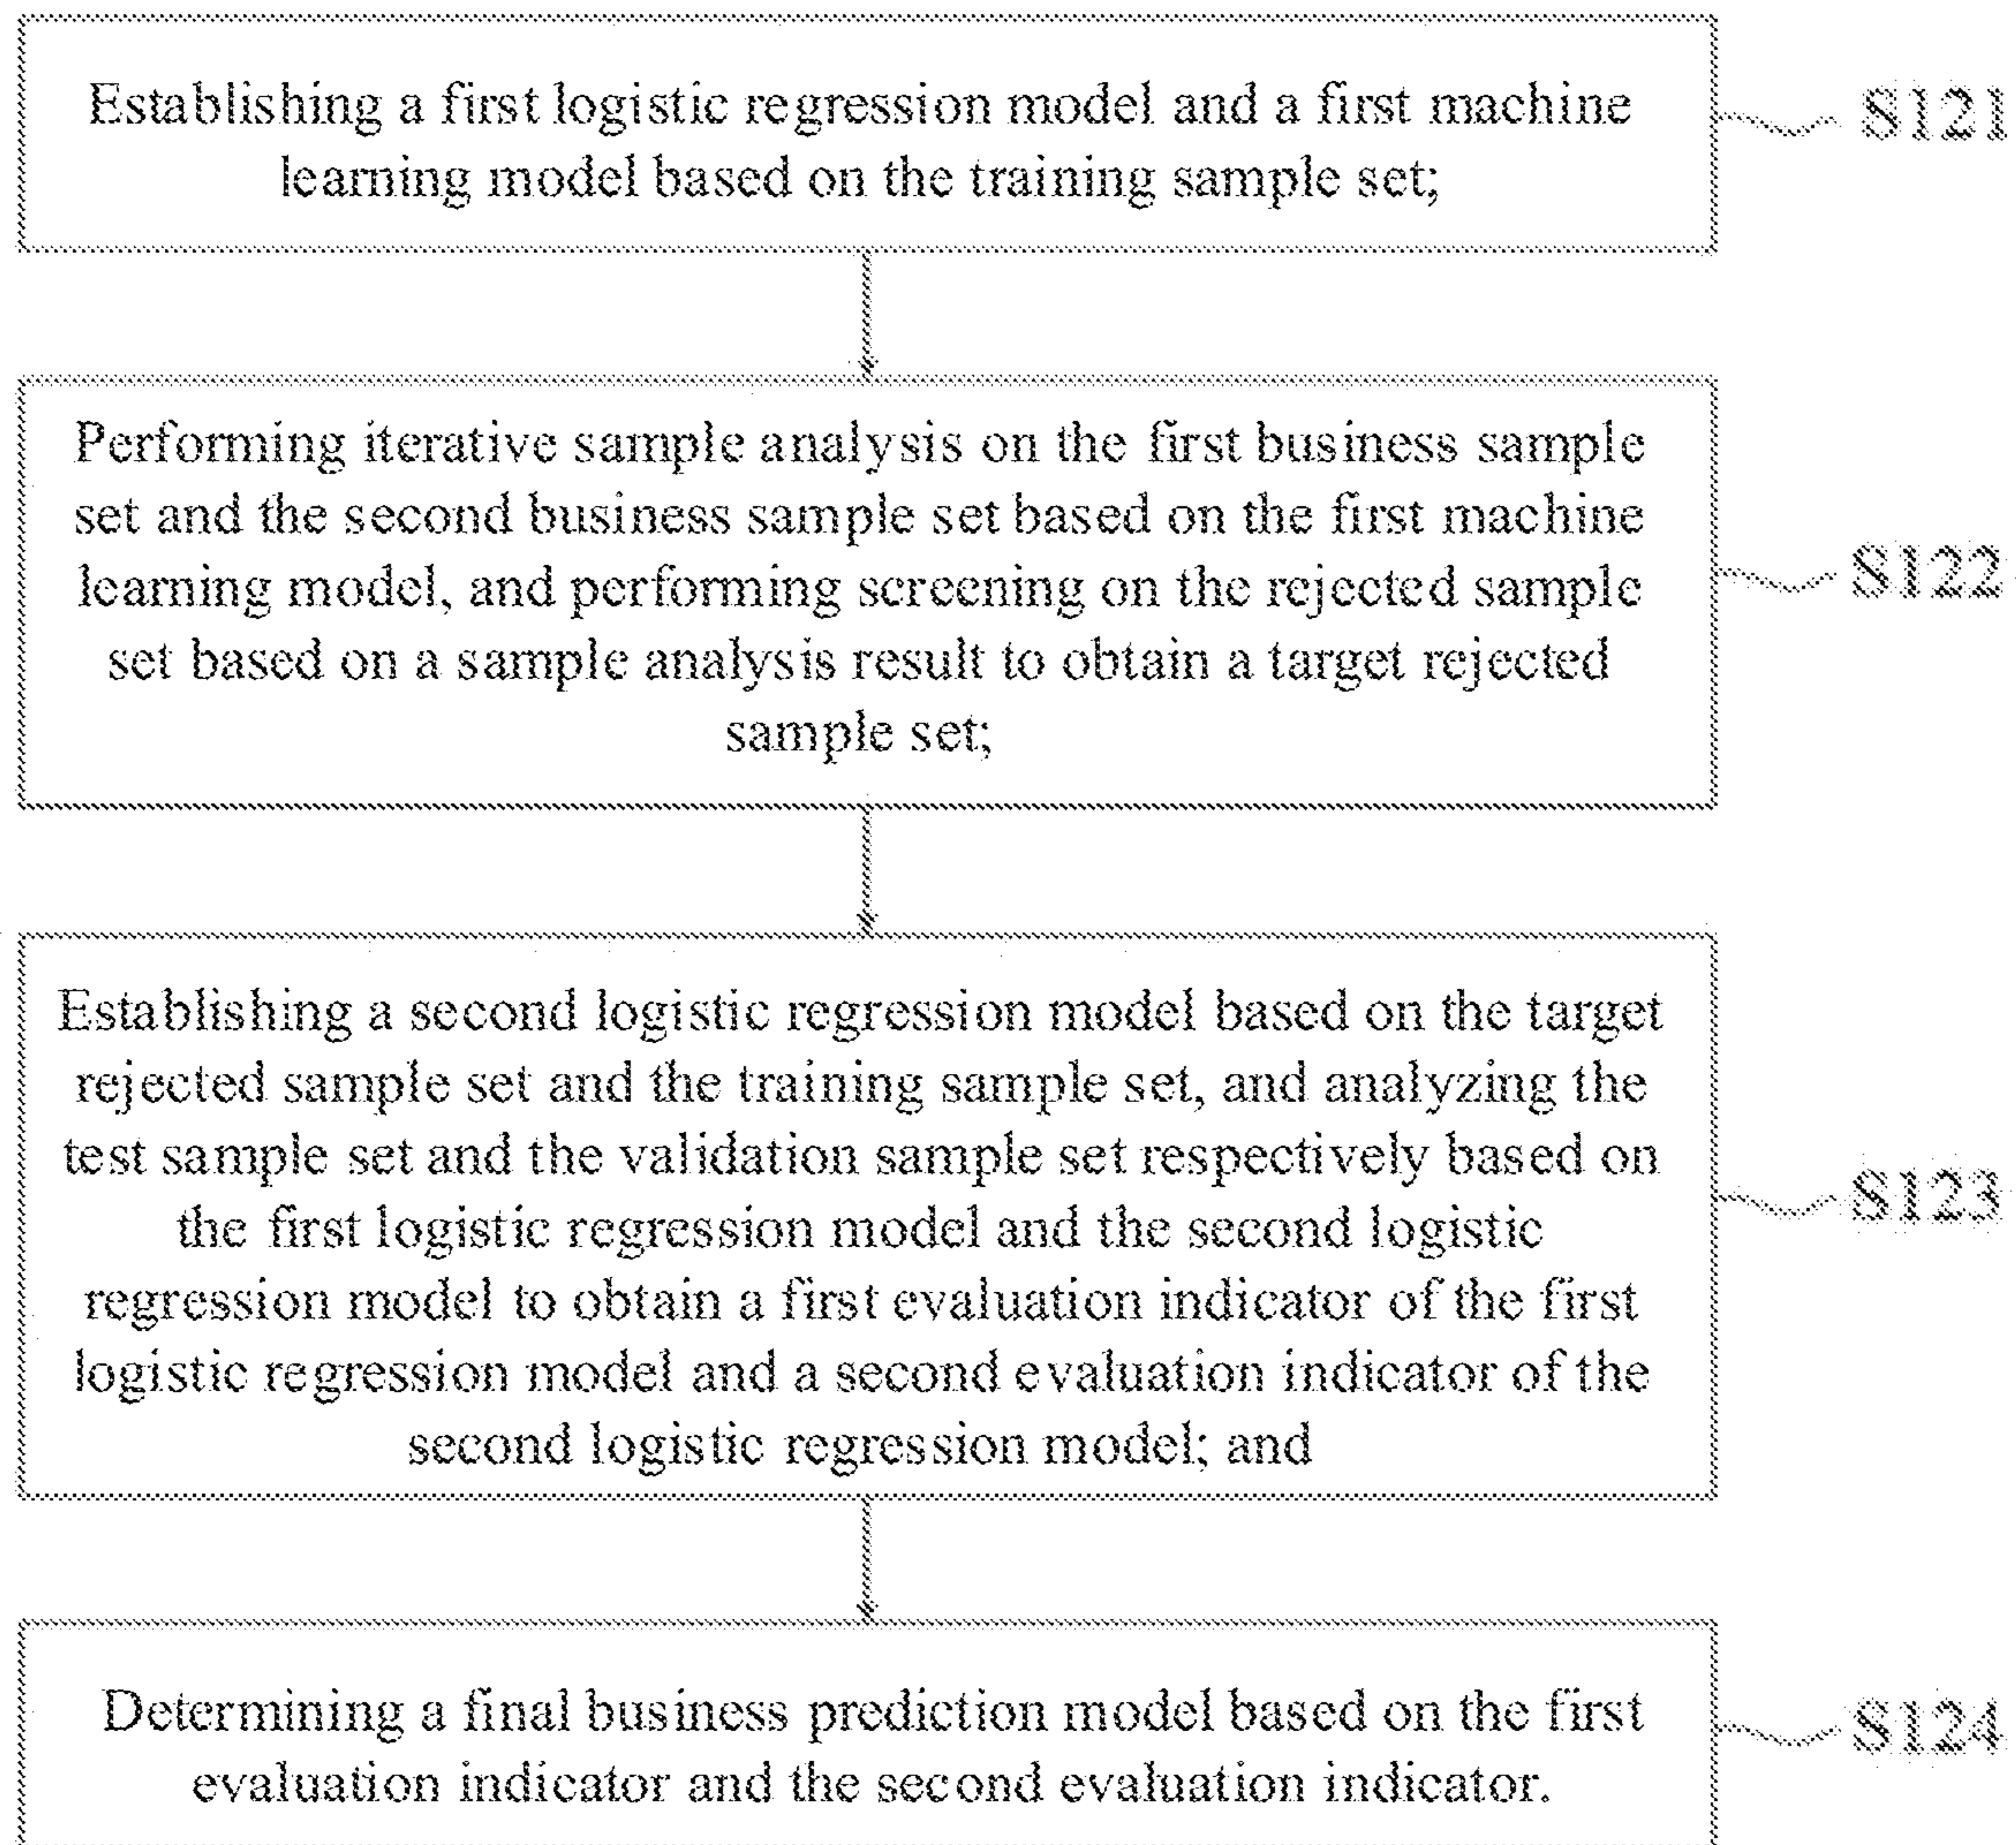 Establishing a first logistic regression model and a first machine
learning model based on the training sample set;
S121
Performing iterative sample analysis on the first business sample
set and the second business sample set based on the first machine
learning model, and performing screening on the rejected sample
set based on a sample analysis result to obtain a target rejected
sample set;
S122
Establishing a second logistic regression model based on the target
rejected sample set and the training sample set, and analyzing the
test sample set and the validation sample set respectively based on
the first logistic regression model and the second logistic
regression model to obtain a first evaluation indicator of the first
logistic regression model and a second evaluation indicator of the
second logistic regression model; and
S123
Determining a final business prediction model based on the first
evaluation indicator and the second evaluation indicator.
S124